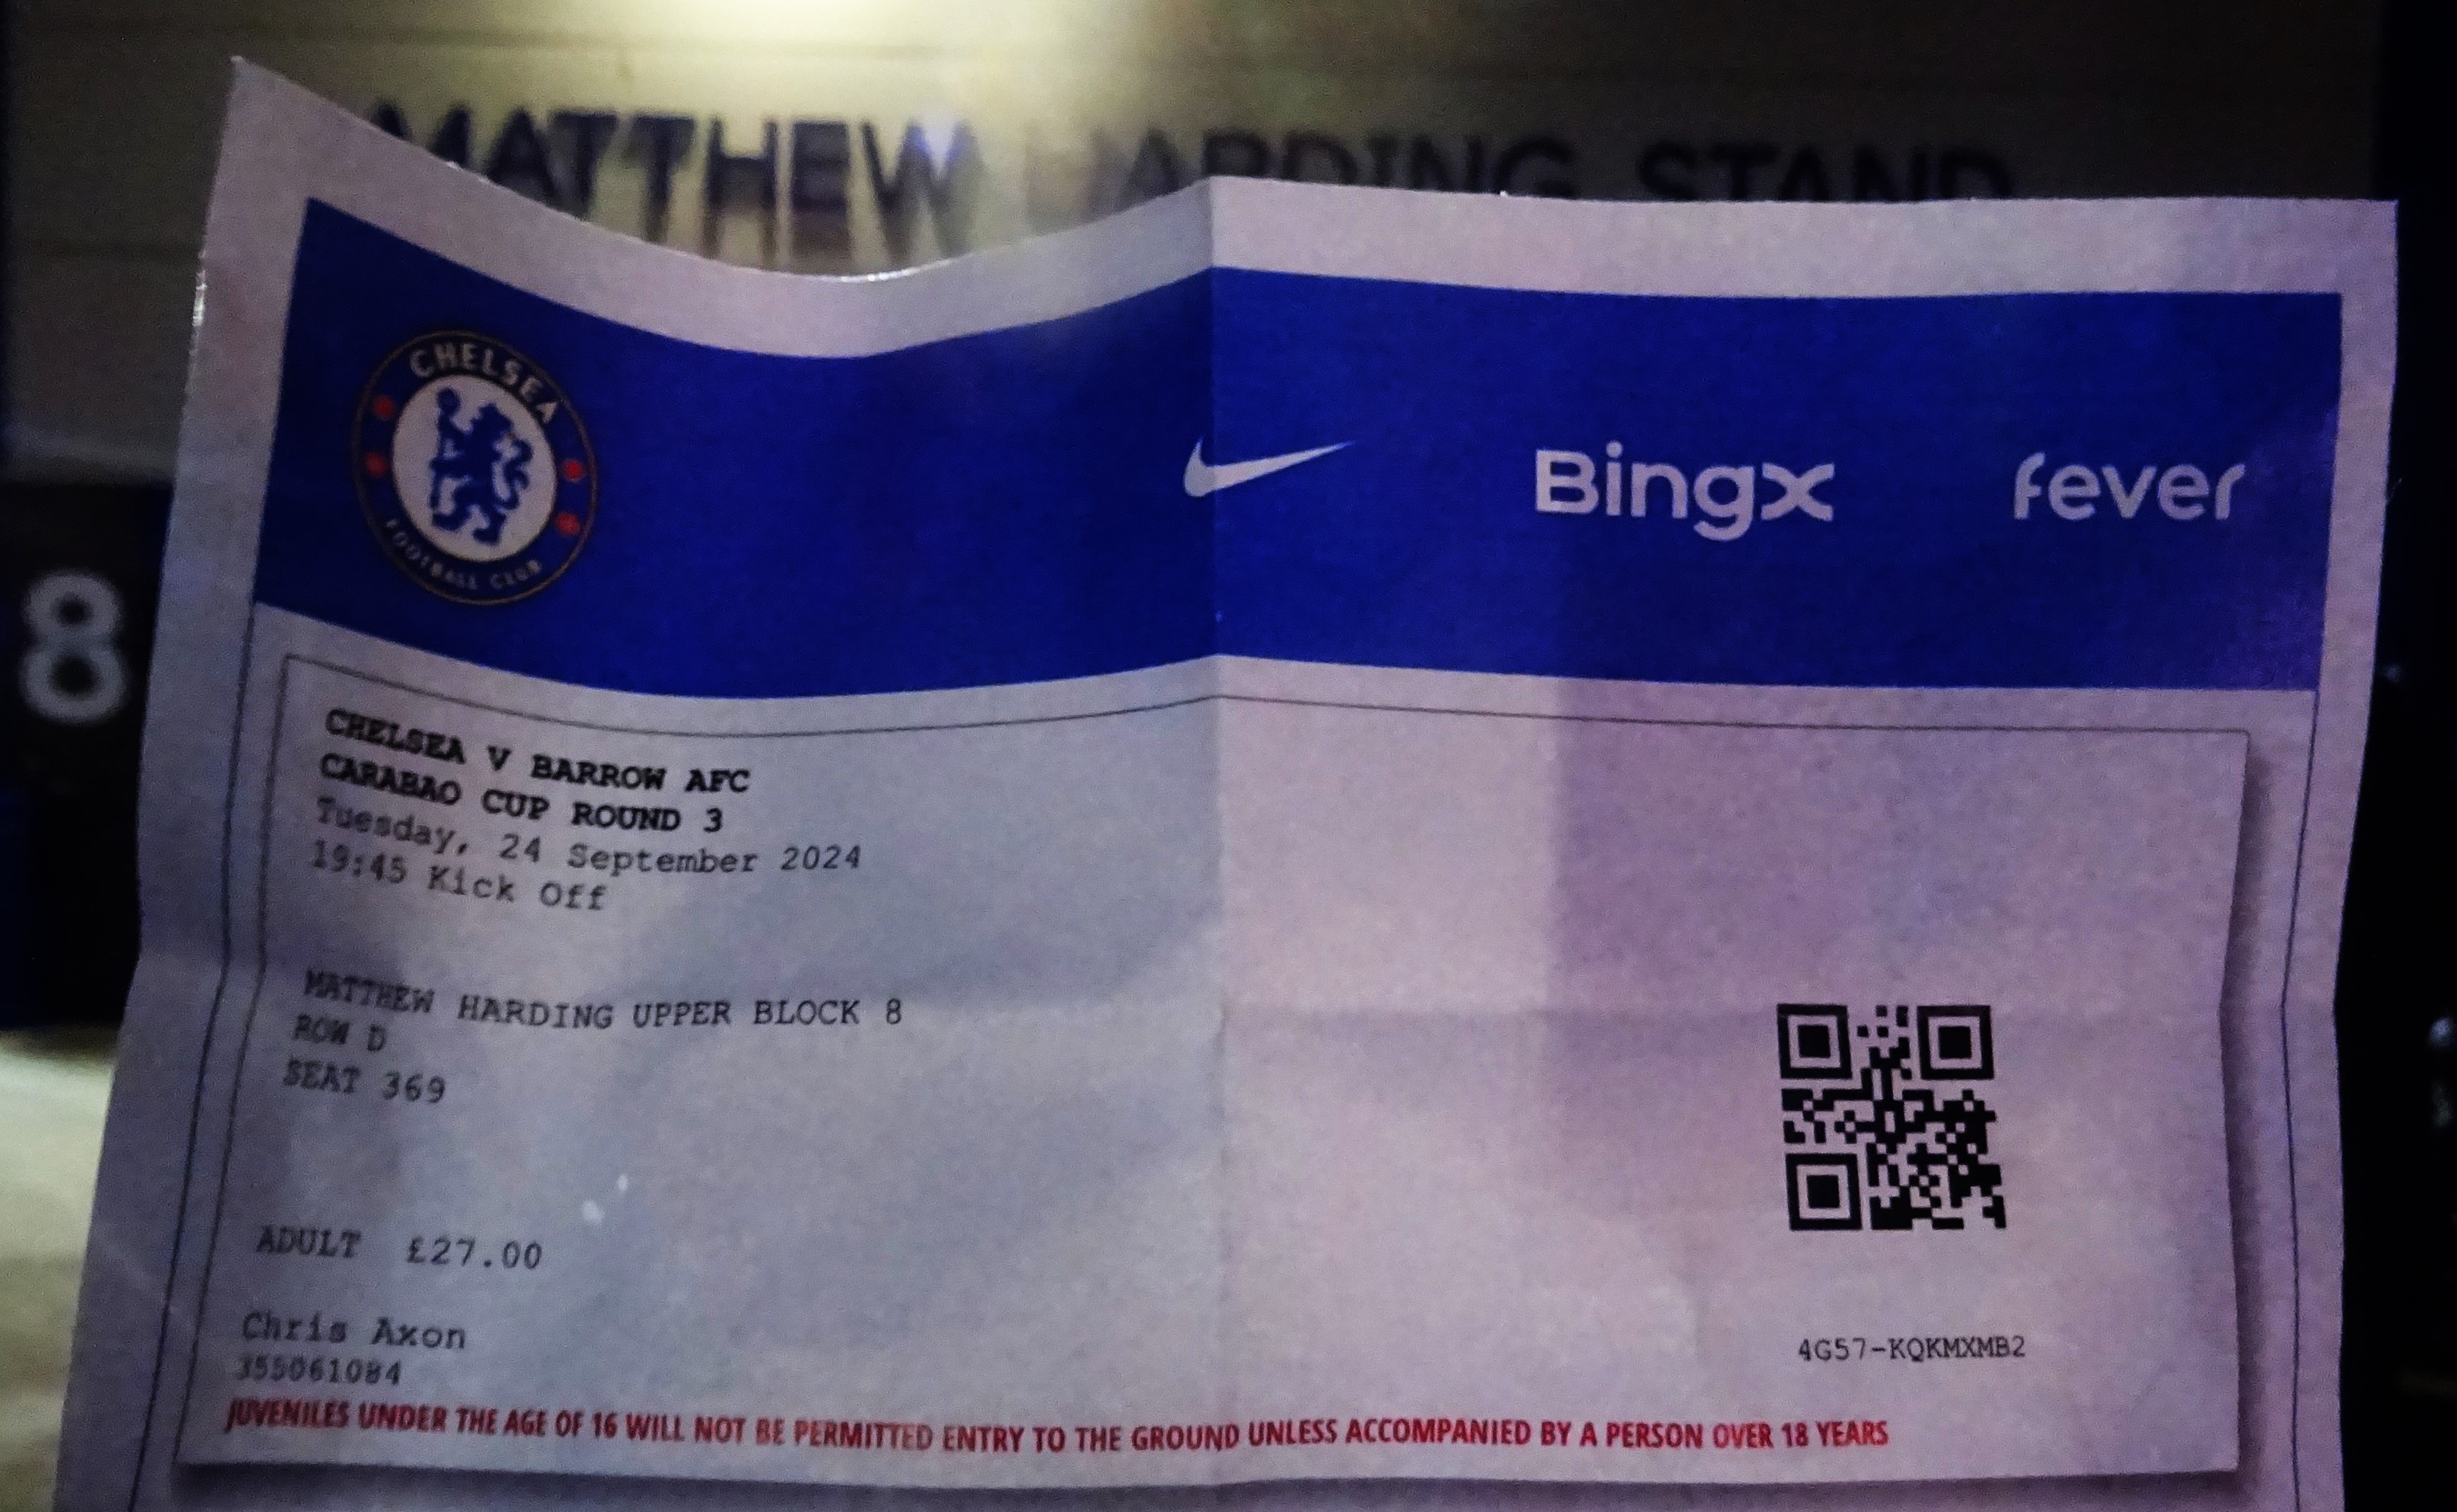 MATTHEW HARDING STAND
8
CHELSEA
FOOTBALL CLUB
BingX
fever
CHELSEA V BARROW AFC
CARABAO CUP ROUND 3
Tuesday, 24 September 2024
19:45 Kick Off
MATTHEW HARDING UPPER BLOCK 8
ROW D
SEAT 369
ADULT £27.00
Chris Axon
355061084
4G57-KQKMXMB2
JUVENILES UNDER THE AGE OF 16 WILL NOT BE PERMITTED ENTRY TO THE GROUND UNLESS ACCOMPANIED BY A PERSON OVER 18 YEARS